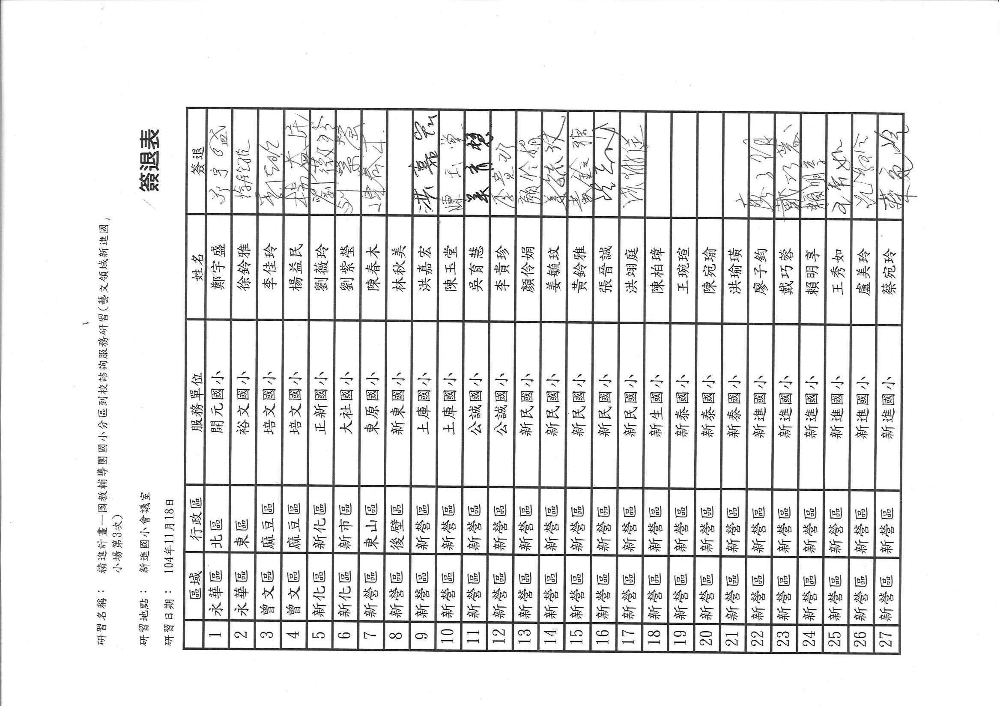 研習名稱： 精進計畫—國教輔導團國小分區到校諮詢服務研習(藝文領域新進國
小場第3次)
研習地點： 新進國小會議室
簽退表
研習日期： 104年11月18日
區域 行政區 服務單位 姓名 簽退
1 永華區 北區 開元國小 鄭宇盛
2 永華區 東區 裕文國小 徐鈴雅 徐鈴雅
3 曾文區 麻豆區 培文國小 李佳玲
4 曾文區 麻豆區 培文國小 楊益民
5 新化區 新化區 正新國小 劉薇玲 劉薇玲
6 新化區 新市區 大社國小 劉紫瑩 劉紫瑩
7 新營區 東山區 東原國小 陳春木 陳春木
8 新營區 後壁區 新東國小 林秋美
9 新營區 新營區 土庫國小 洪嘉宏 洪嘉宏
10 新營區 新營區 土庫國小 陳玉堂 陳玉堂
11 新營區 新營區 公誠國小 吳育慧 吳育慧
12 新營區 新營區 公誠國小 李貴珍 李貴珍
13 新營區 新營區 新民國小 顏伶娟 顏伶娟
14 新營區 新營區 新民國小 姜毓玟 姜毓玟
15 新營區 新營區 新民國小 黃鈴雅 黃鈴雅
16 新營區 新營區 新民國小 張晉誠
17 新營區 新營區 新民國小 洪翊庭 洪翊庭
18 新營區 新營區 新生國小 陳柏璋
19 新營區 新營區 新泰國小 王琬瑄
20 新營區 新營區 新泰國小 陳宛瑜
21 新營區 新營區 新泰國小 洪瑜璜
22 新營區 新營區 新進國小 廖子鈞 廖子鈞
23 新營區 新營區 新進國小 戴巧蓉 戴巧蓉
24 新營區 新營區 新進國小 賴明享 賴明享
25 新營區 新營區 新進國小 王秀如 王秀如
26 新營區 新營區 新進國小 盧美玲
27 新營區 新營區 新進國小 蔡宛玲 蔡宛玲